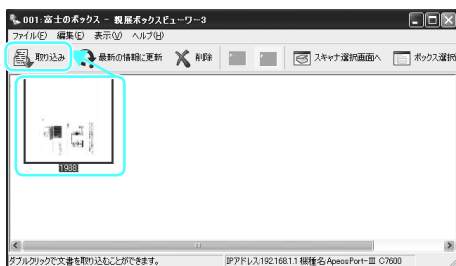 001:富士のボックス - 親展ボックスビューワー3
ファイル(F) 編集(E) 表示(V) ヘルプ(H)
取り込み 最新の情報に更新 削除 スキャナ選択画面へ ボックス選択
1988
ダブルクリックで文書を取り込むことができます。 IPアドレス:192.168.1.1 機種名:ApeosPort-Ⅲ C7600